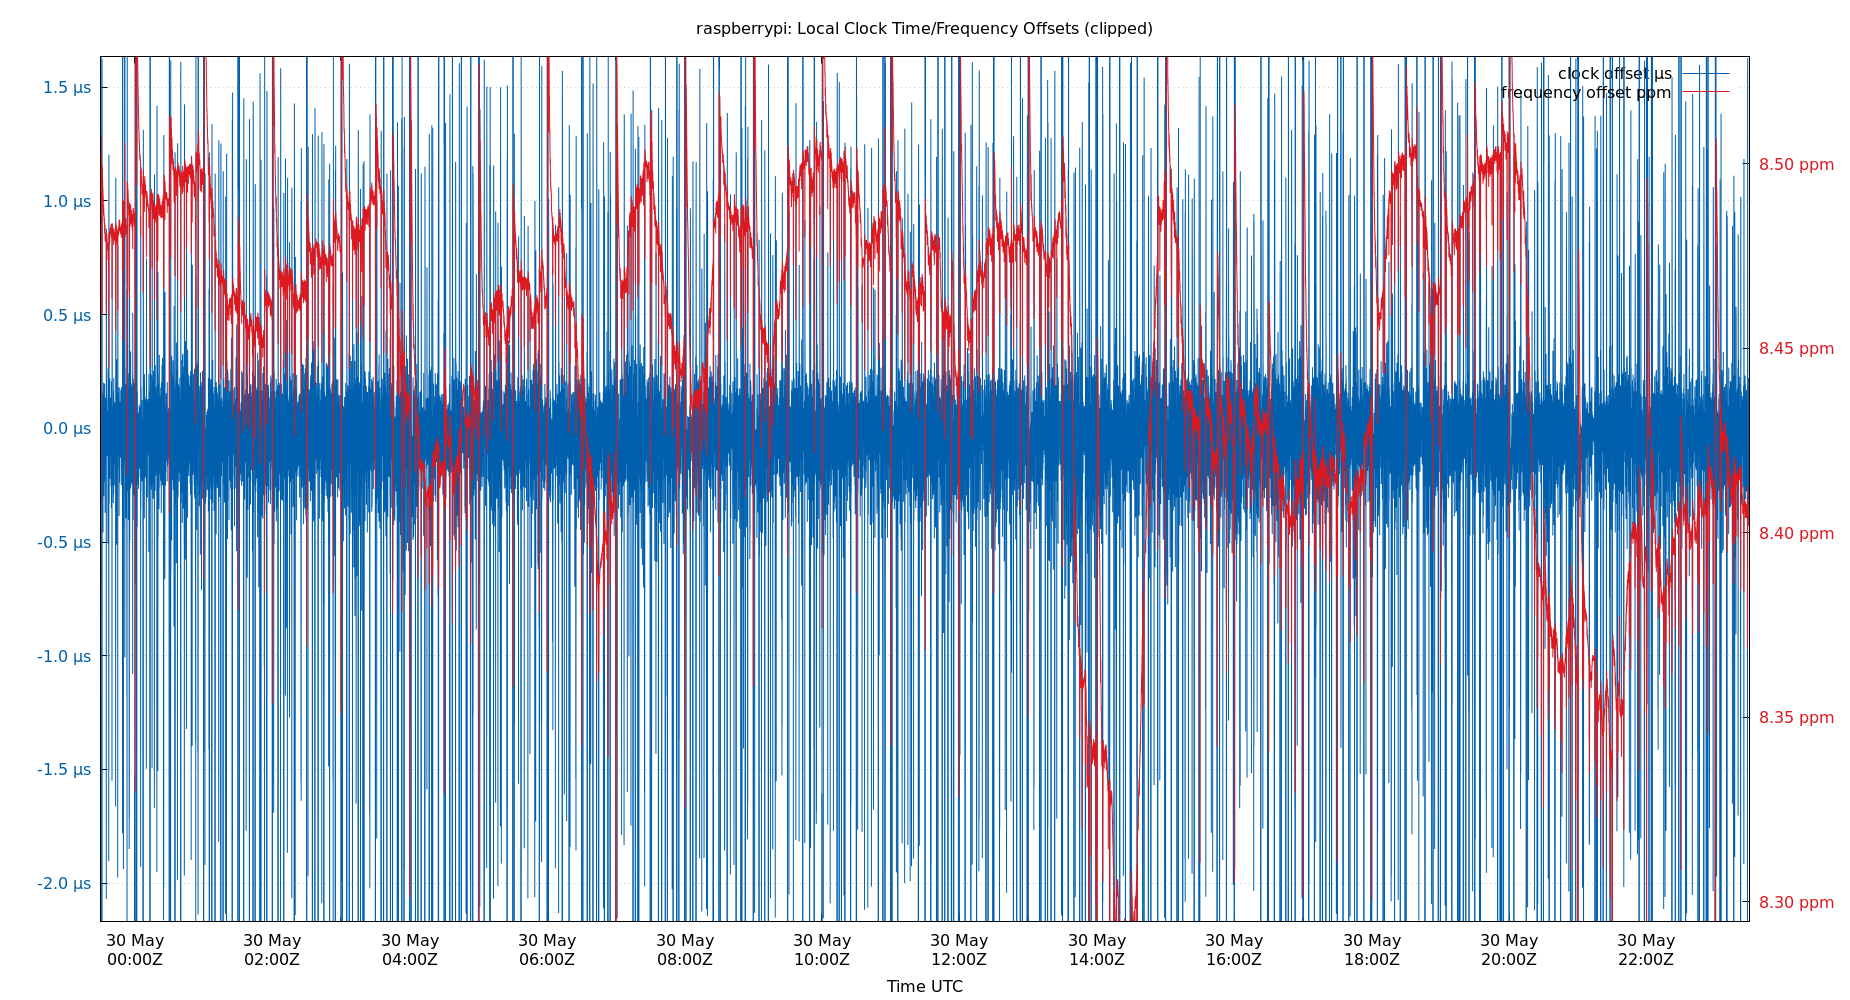 raspberrypi: Local Clock Time/Frequency Offsets (clipped)
clock offset µs
frequency offset ppm
1.5 µs
1.0 µs
0.5 µs
0.0 µs
-0.5 µs
-1.0 µs
-1.5 µs
-2.0 µs
8.50 ppm
8.45 ppm
8.40 ppm
8.35 ppm
8.30 ppm
30 May 30 May 30 May 30 May 30 May 30 May 30 May 30 May 30 May 30 May 30 May 30 May
00:00Z 02:00Z 04:00Z 06:00Z 08:00Z 10:00Z 12:00Z 14:00Z 16:00Z 18:00Z 20:00Z 22:00Z
Time UTC